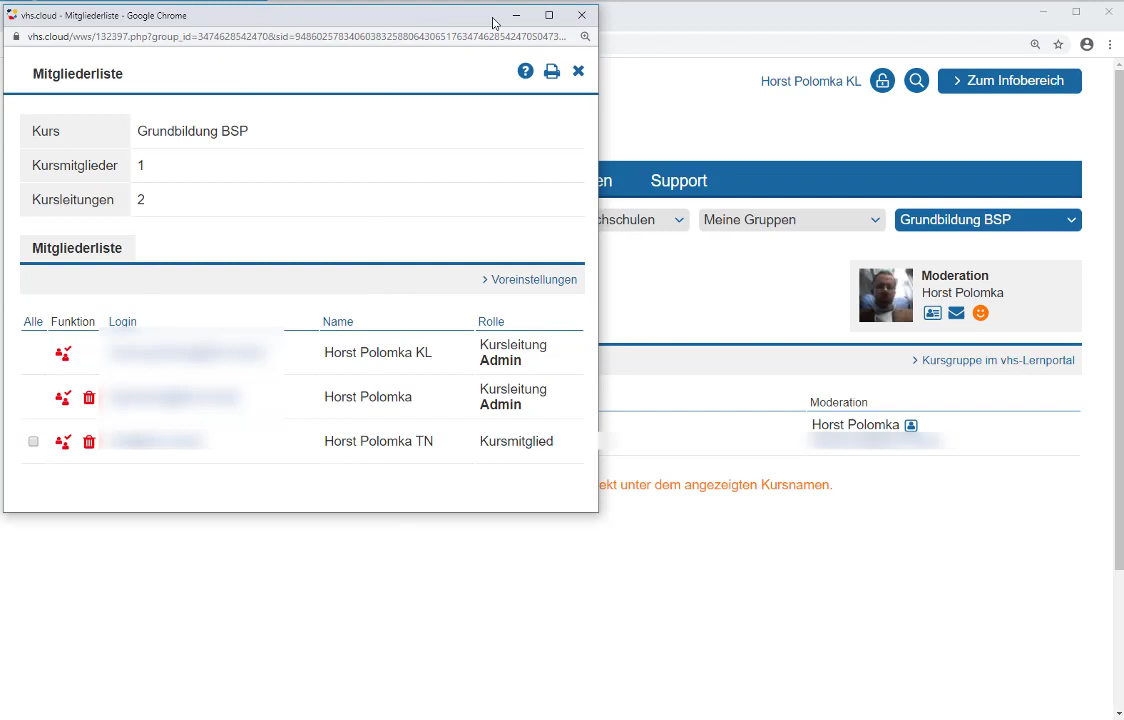 vhs.cloud - Mitgliederliste - Google Chrome
vhs.cloud/wws/132397.php?group_id=3474628542470&sid=94860257834060383258806430651763474628542470S0473...
Mitgliederliste
Kurs Grundbildung BSP
Kursmitglieder 1
Kursleitungen 2
Mitgliederliste
Voreinstellungen
Alle Funktion Login Name Rolle
Horst Polomka KL Kursleitung
Admin
Horst Polomka Kursleitung
Admin
Horst Polomka TN Kursmitglied
Horst Polomka KL
Zum Infobereich
en Support
hschulen Meine Gruppen Grundbildung BSP
Moderation
Horst Polomka
Kursgruppe im vhs-Lernportal
Moderation
Horst Polomka
ekt unter dem angezeigten Kursnamen.